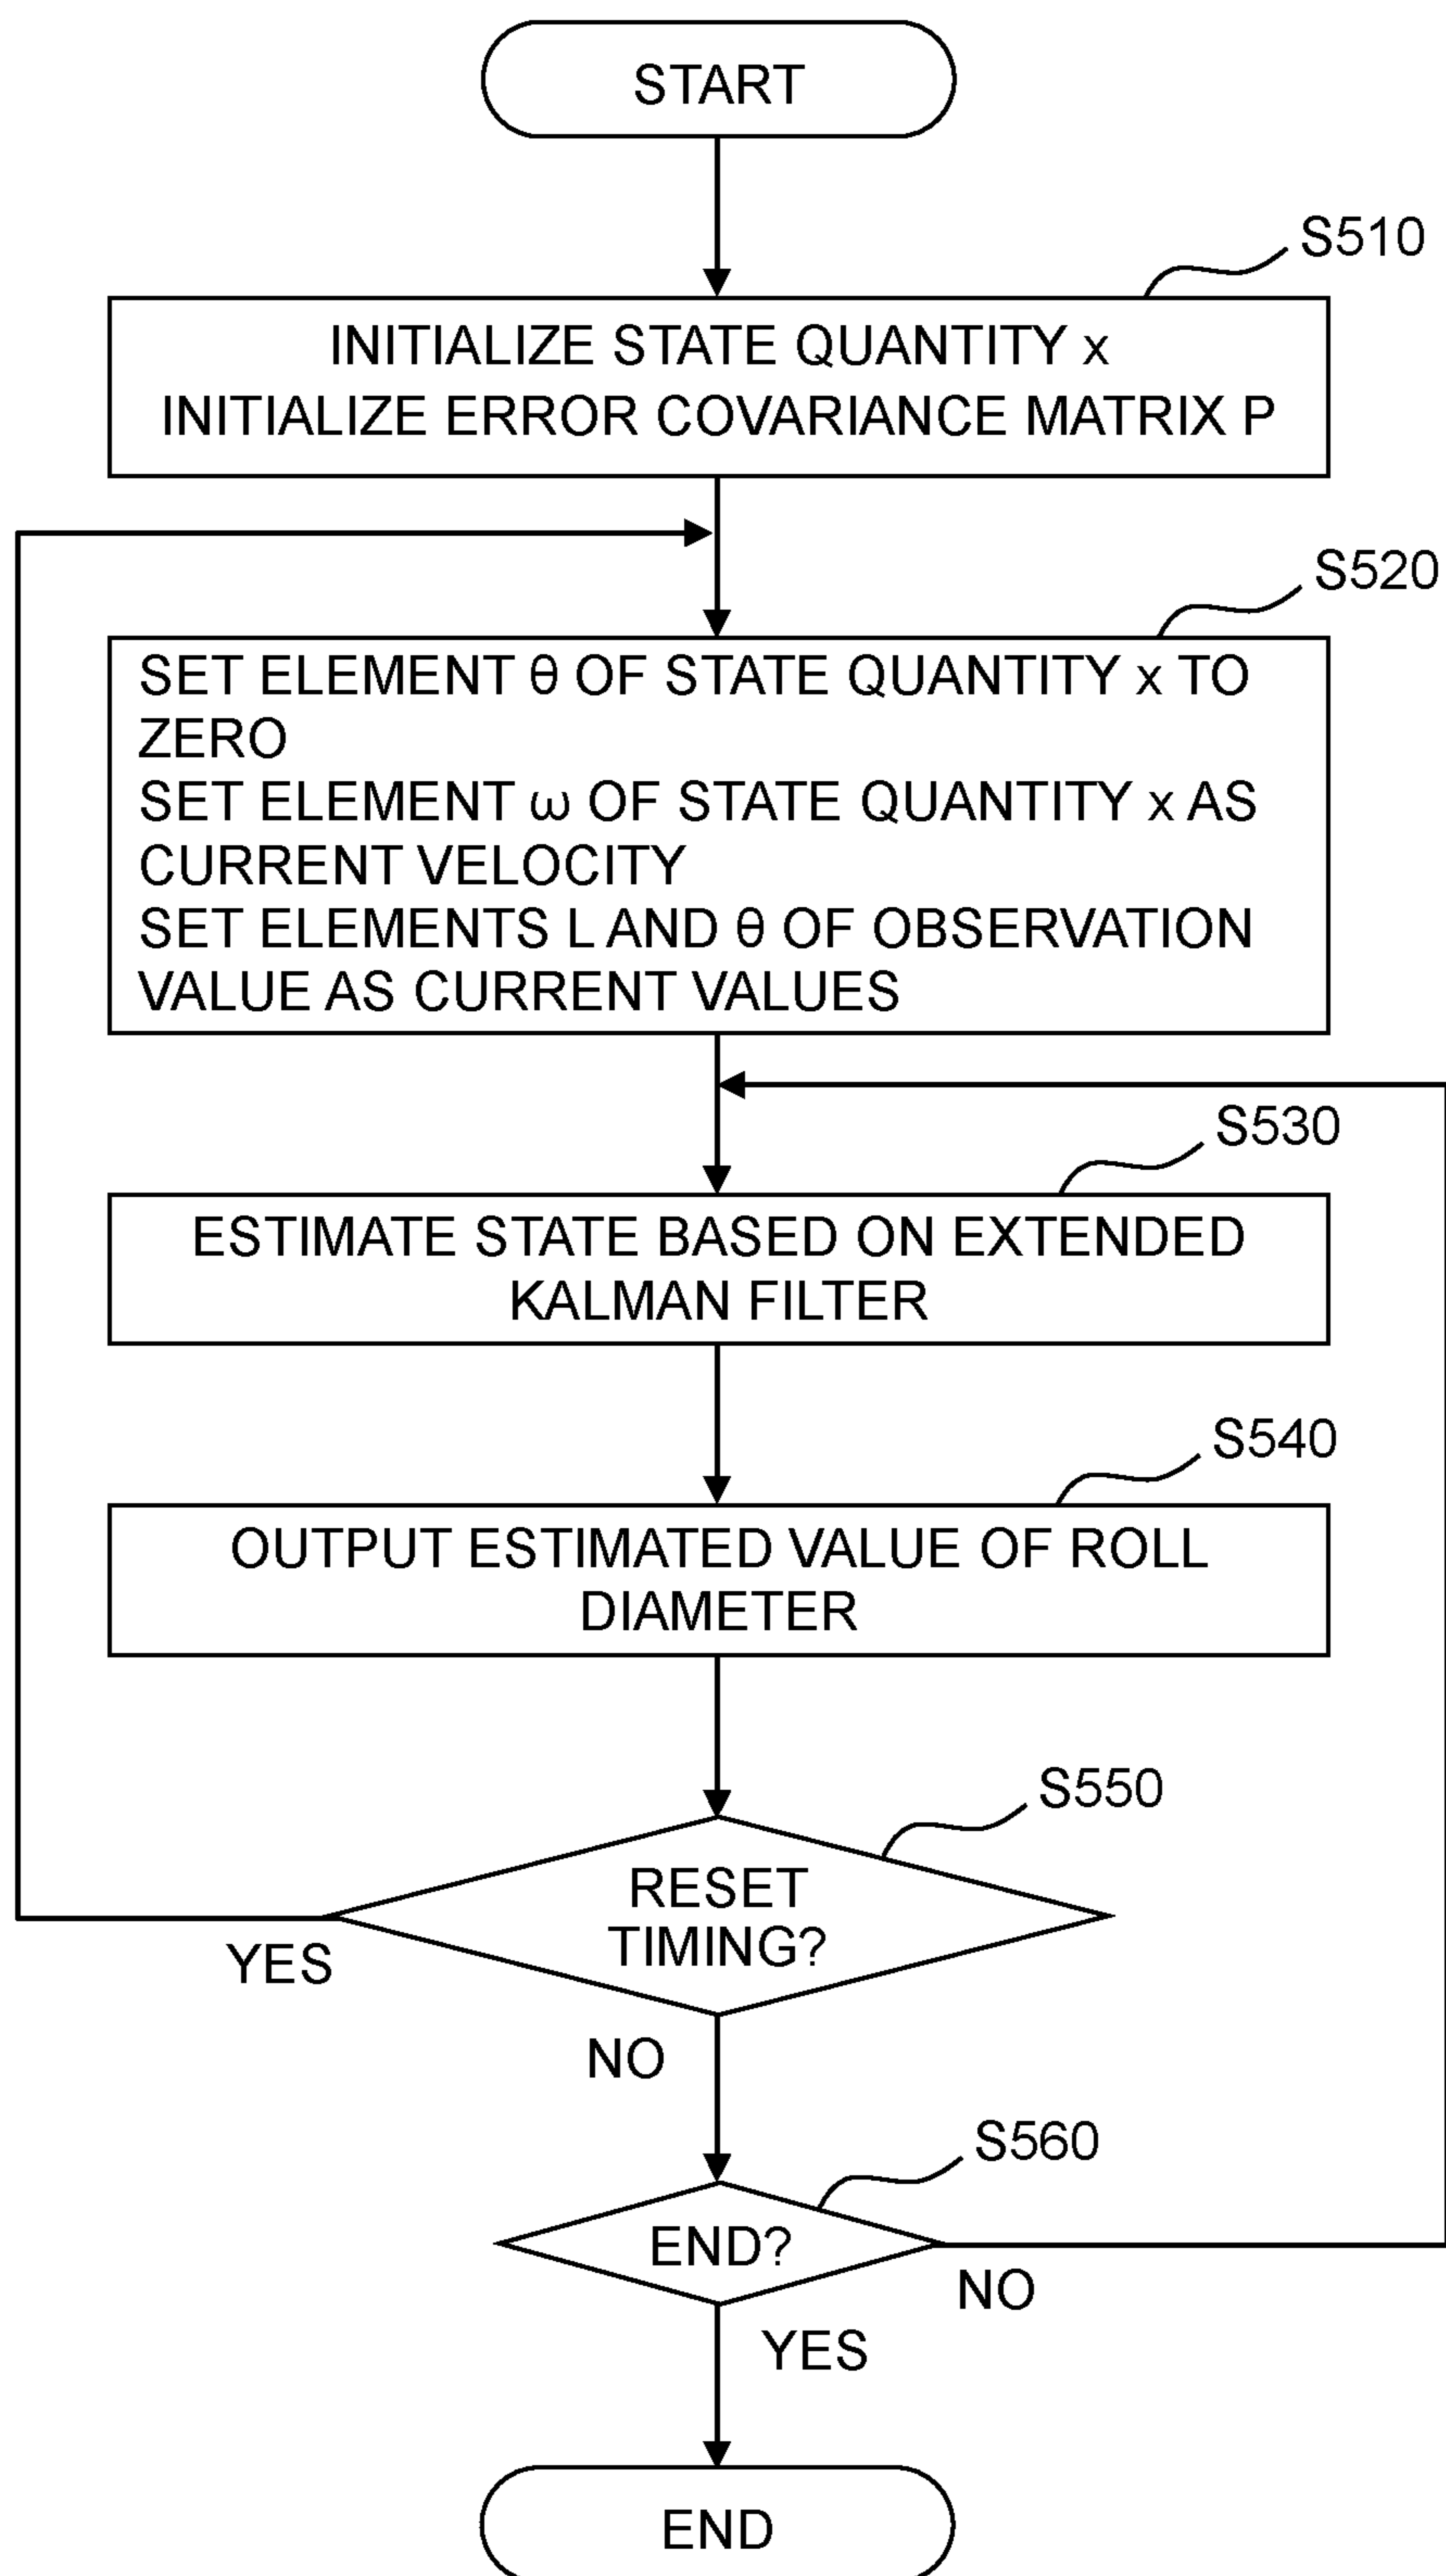 START
S510
INITIALIZE STATE QUANTITY x
INITIALIZE ERROR COVARIANCE MATRIX P
S520
SET ELEMENT θ OF STATE QUANTITY x TO
ZERO
SET ELEMENT ω OF STATE QUANTITY x AS
CURRENT VELOCITY
SET ELEMENTS L AND θ OF OBSERVATION
VALUE AS CURRENT VALUES
S530
ESTIMATE STATE BASED ON EXTENDED
KALMAN FILTER
S540
OUTPUT ESTIMATED VALUE OF ROLL
DIAMETER
S550
RESET
TIMING?
YES
NO
S560
END?
NO
YES
END